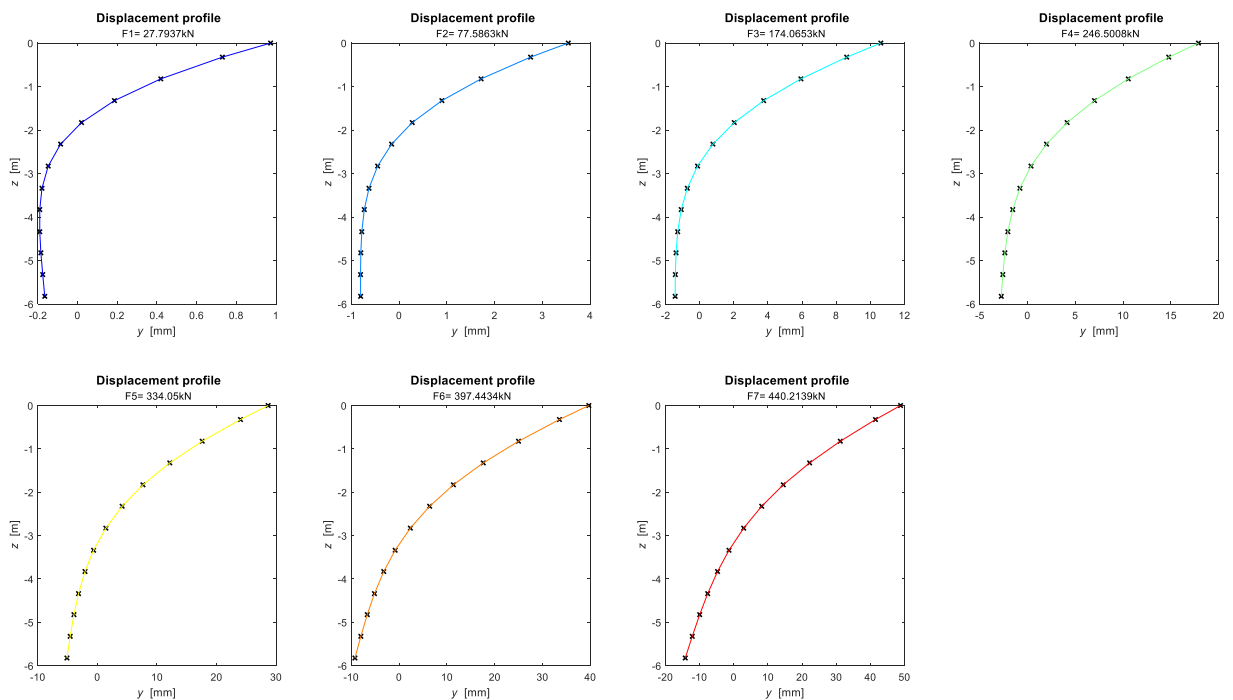 Displacement profile
F1= 27.7937kN
0
-1
-2
-3
-4
-5
-6
z [m]
-0.2 0 0.2 0.4 0.6 0.8 1
y [mm]
Displacement profile
F2= 77.5863kN
0
-1
-2
-3
-4
-5
-6
z [m]
-1 0 1 2 3 4
y [mm]
Displacement profile
F3= 174.0653kN
0
-1
-2
-3
-4
-5
-6
z [m]
-2 0 2 4 6 8 10 12
y [mm]
Displacement profile
F4= 246.5008kN
0
-1
-2
-3
-4
-5
-6
z [m]
-5 0 5 10 15 20
y [mm]
Displacement profile
F5= 334.05kN
0
-1
-2
-3
-4
-5
-6
z [m]
-10 0 10 20 30
y [mm]
Displacement profile
F6= 397.4434kN
0
-1
-2
-3
-4
-5
-6
z [m]
-10 0 10 20 30 40
y [mm]
Displacement profile
F7= 440.2139kN
0
-1
-2
-3
-4
-5
-6
z [m]
-20 -10 0 10 20 30 40 50
y [mm]